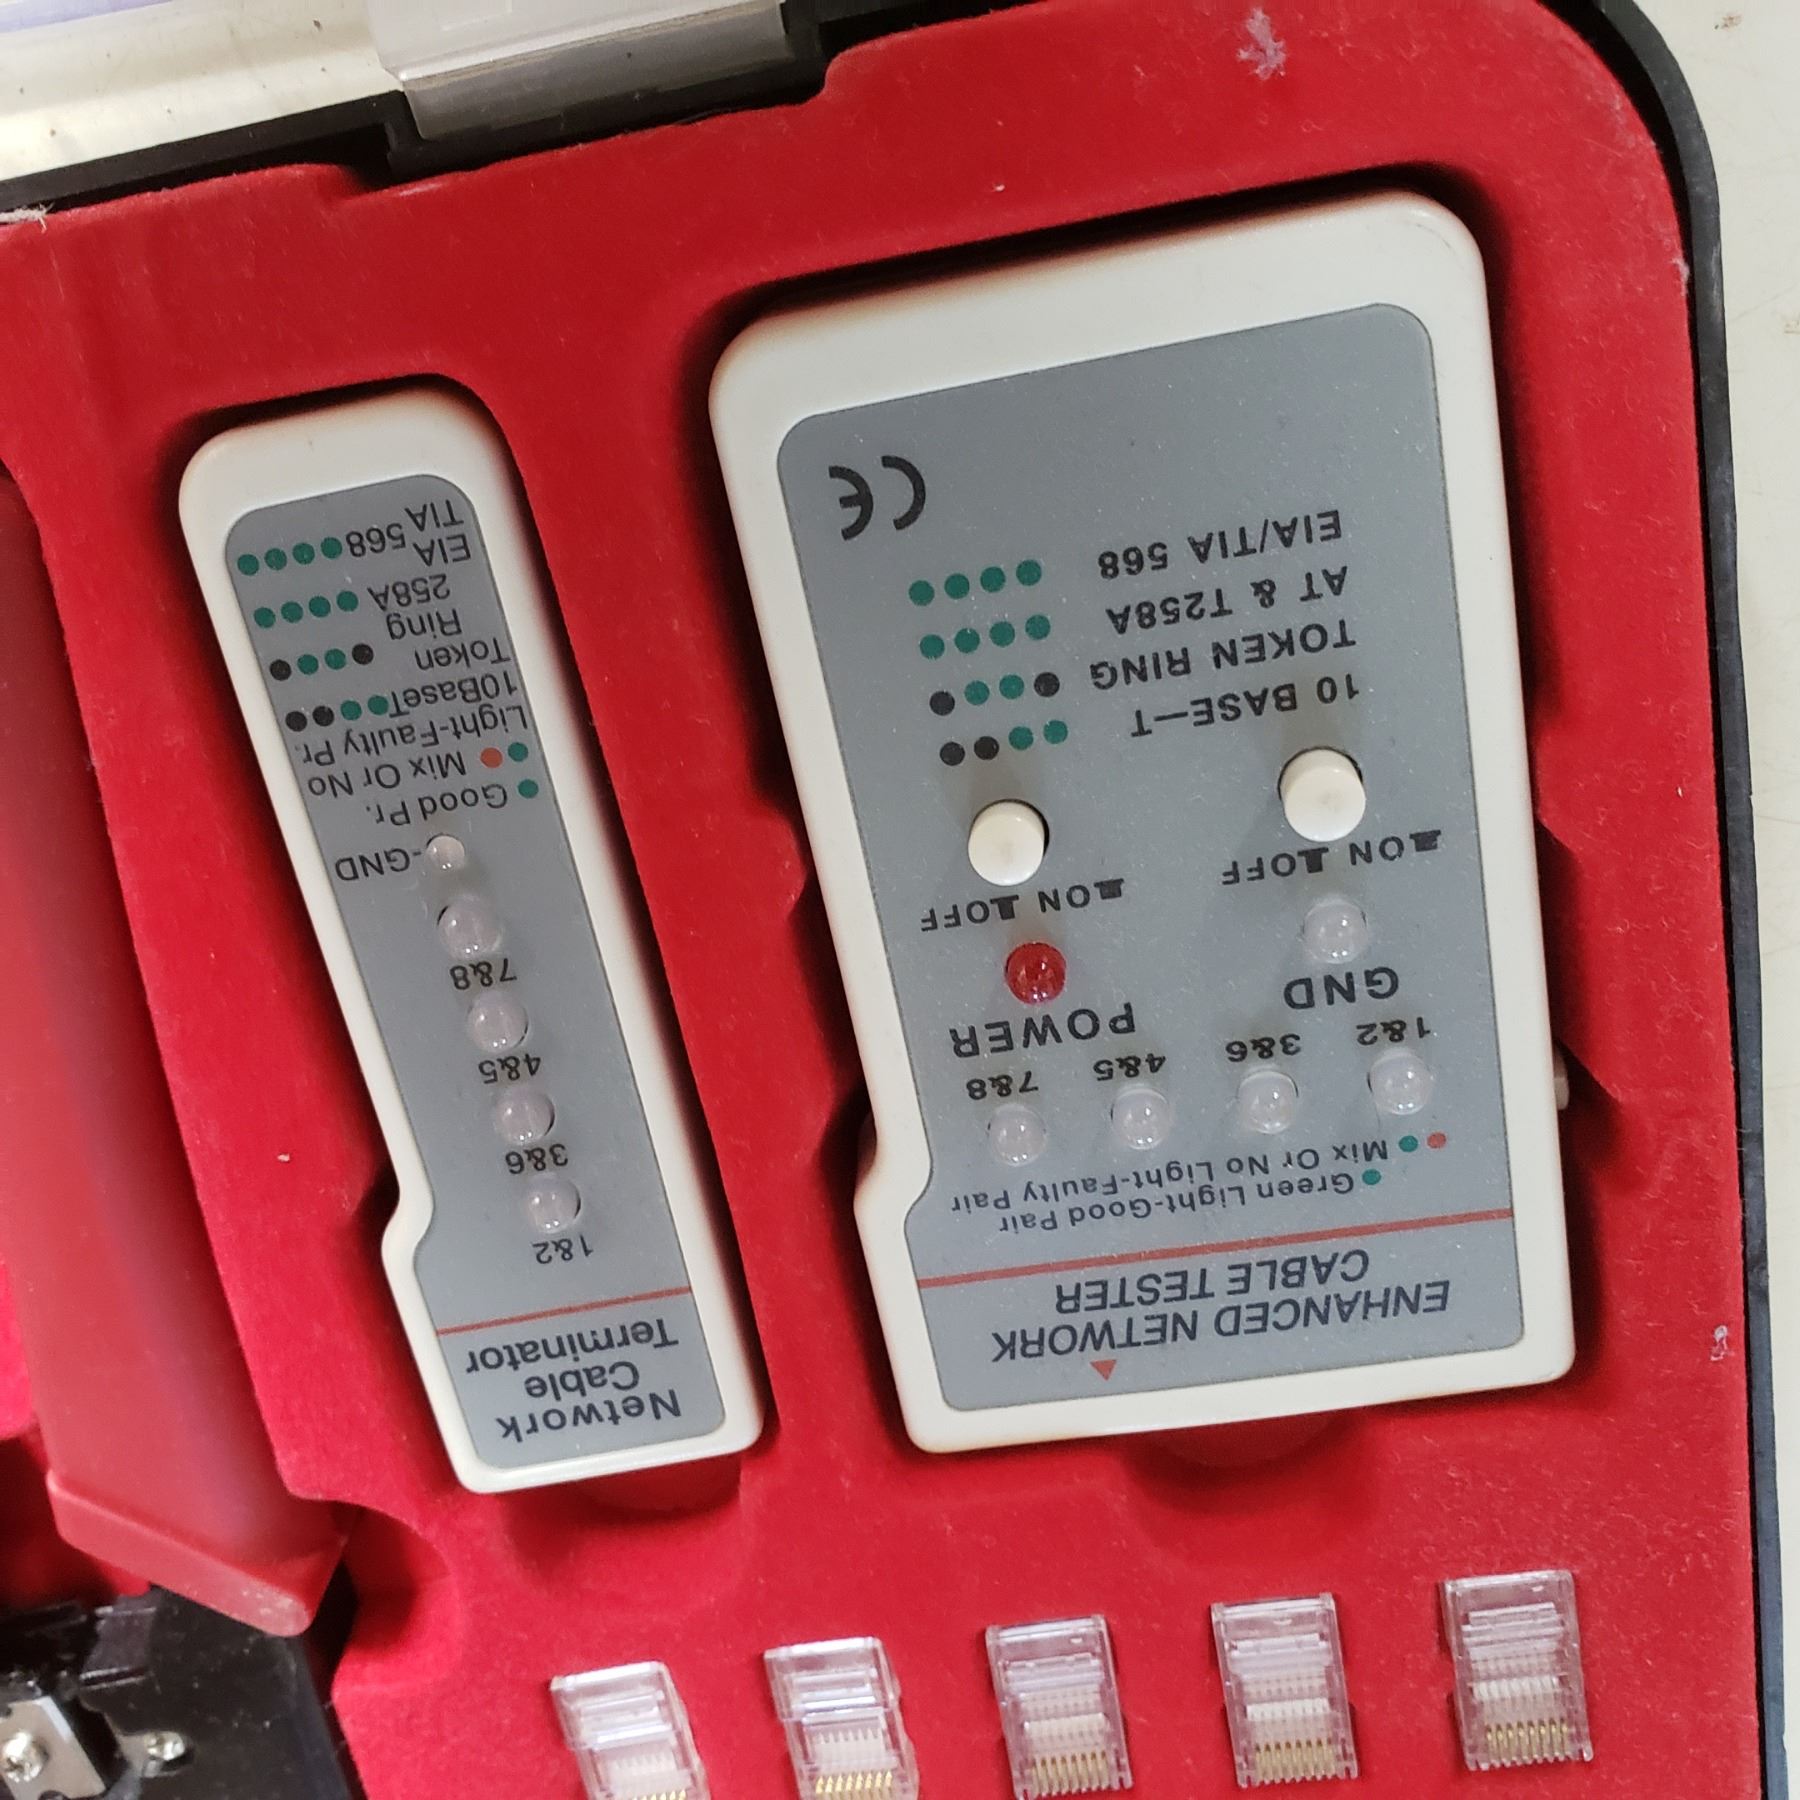 ENHANCED NETWORK
CABLE TESTER
Green Light-Good Pair
Mix Or No Light-Faulty Pair
1&2 3&6 4&5 7&8
GND POWER
ON OFF ON OFF
10 BASE—T
TOKEN RING
AT & T258A
EIA/TIA 568
CE
Network
Cable
Terminator
1&2
3&6
4&5
7&8
-GND
Good Pr.
Mix Or No
Light-Faulty Pr.
10BaseT
Token
Ring
258A
EIA 568
TIA